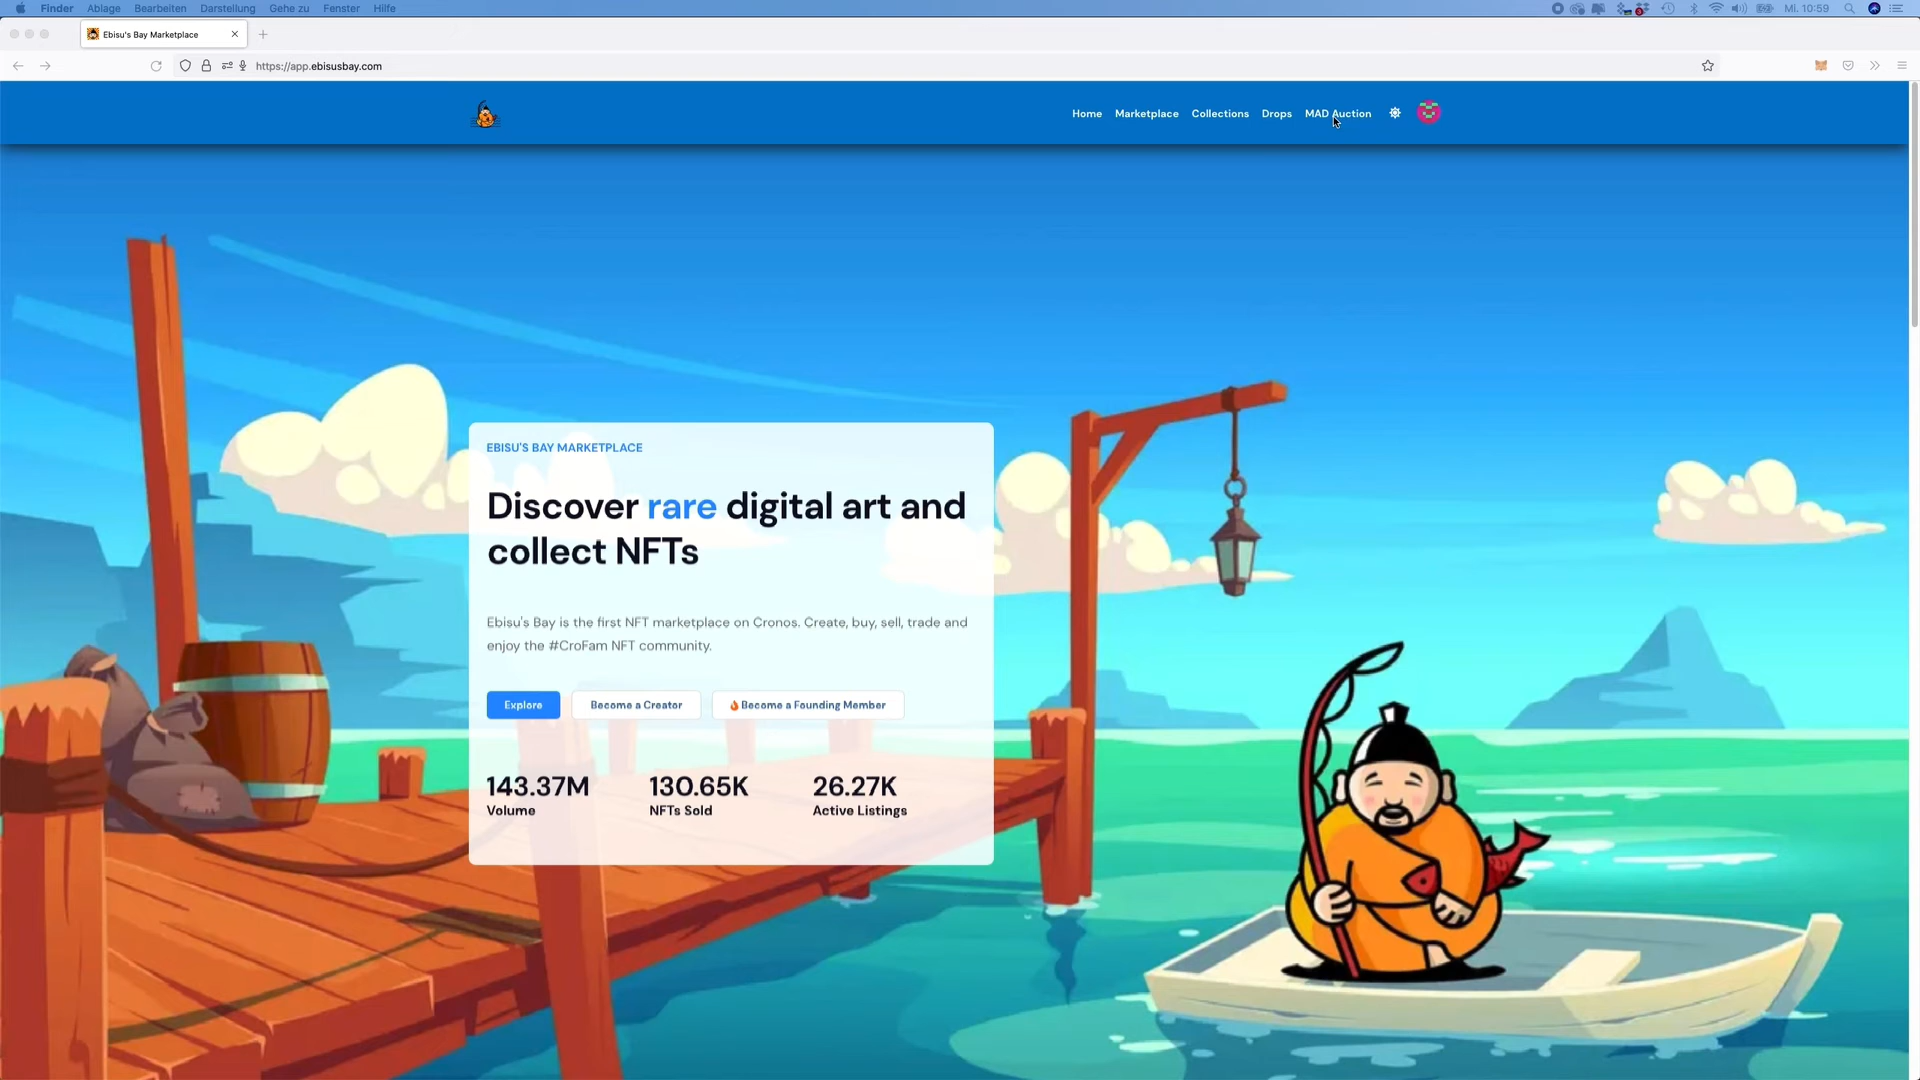 Finder Ablage Bearbeiten Darstellung Gehe zu Fenster Hilfe
3
Mi. 10:59
Ebisu's Bay Marketplace
https://app.ebisusbay.com
Home Marketplace Collections Drops MAD Auction
EBISU'S BAY MARKETPLACE
Discover rare digital art and
collect NFTs
Ebisu's Bay is the first NFT marketplace on Cronos. Create, buy, sell, trade and
enjoy the #CroFam NFT community.
Explore Become a Creator 🔥Become a Founding Member
143.37M 130.65K 26.27K
Volume NFTs Sold Active Listings